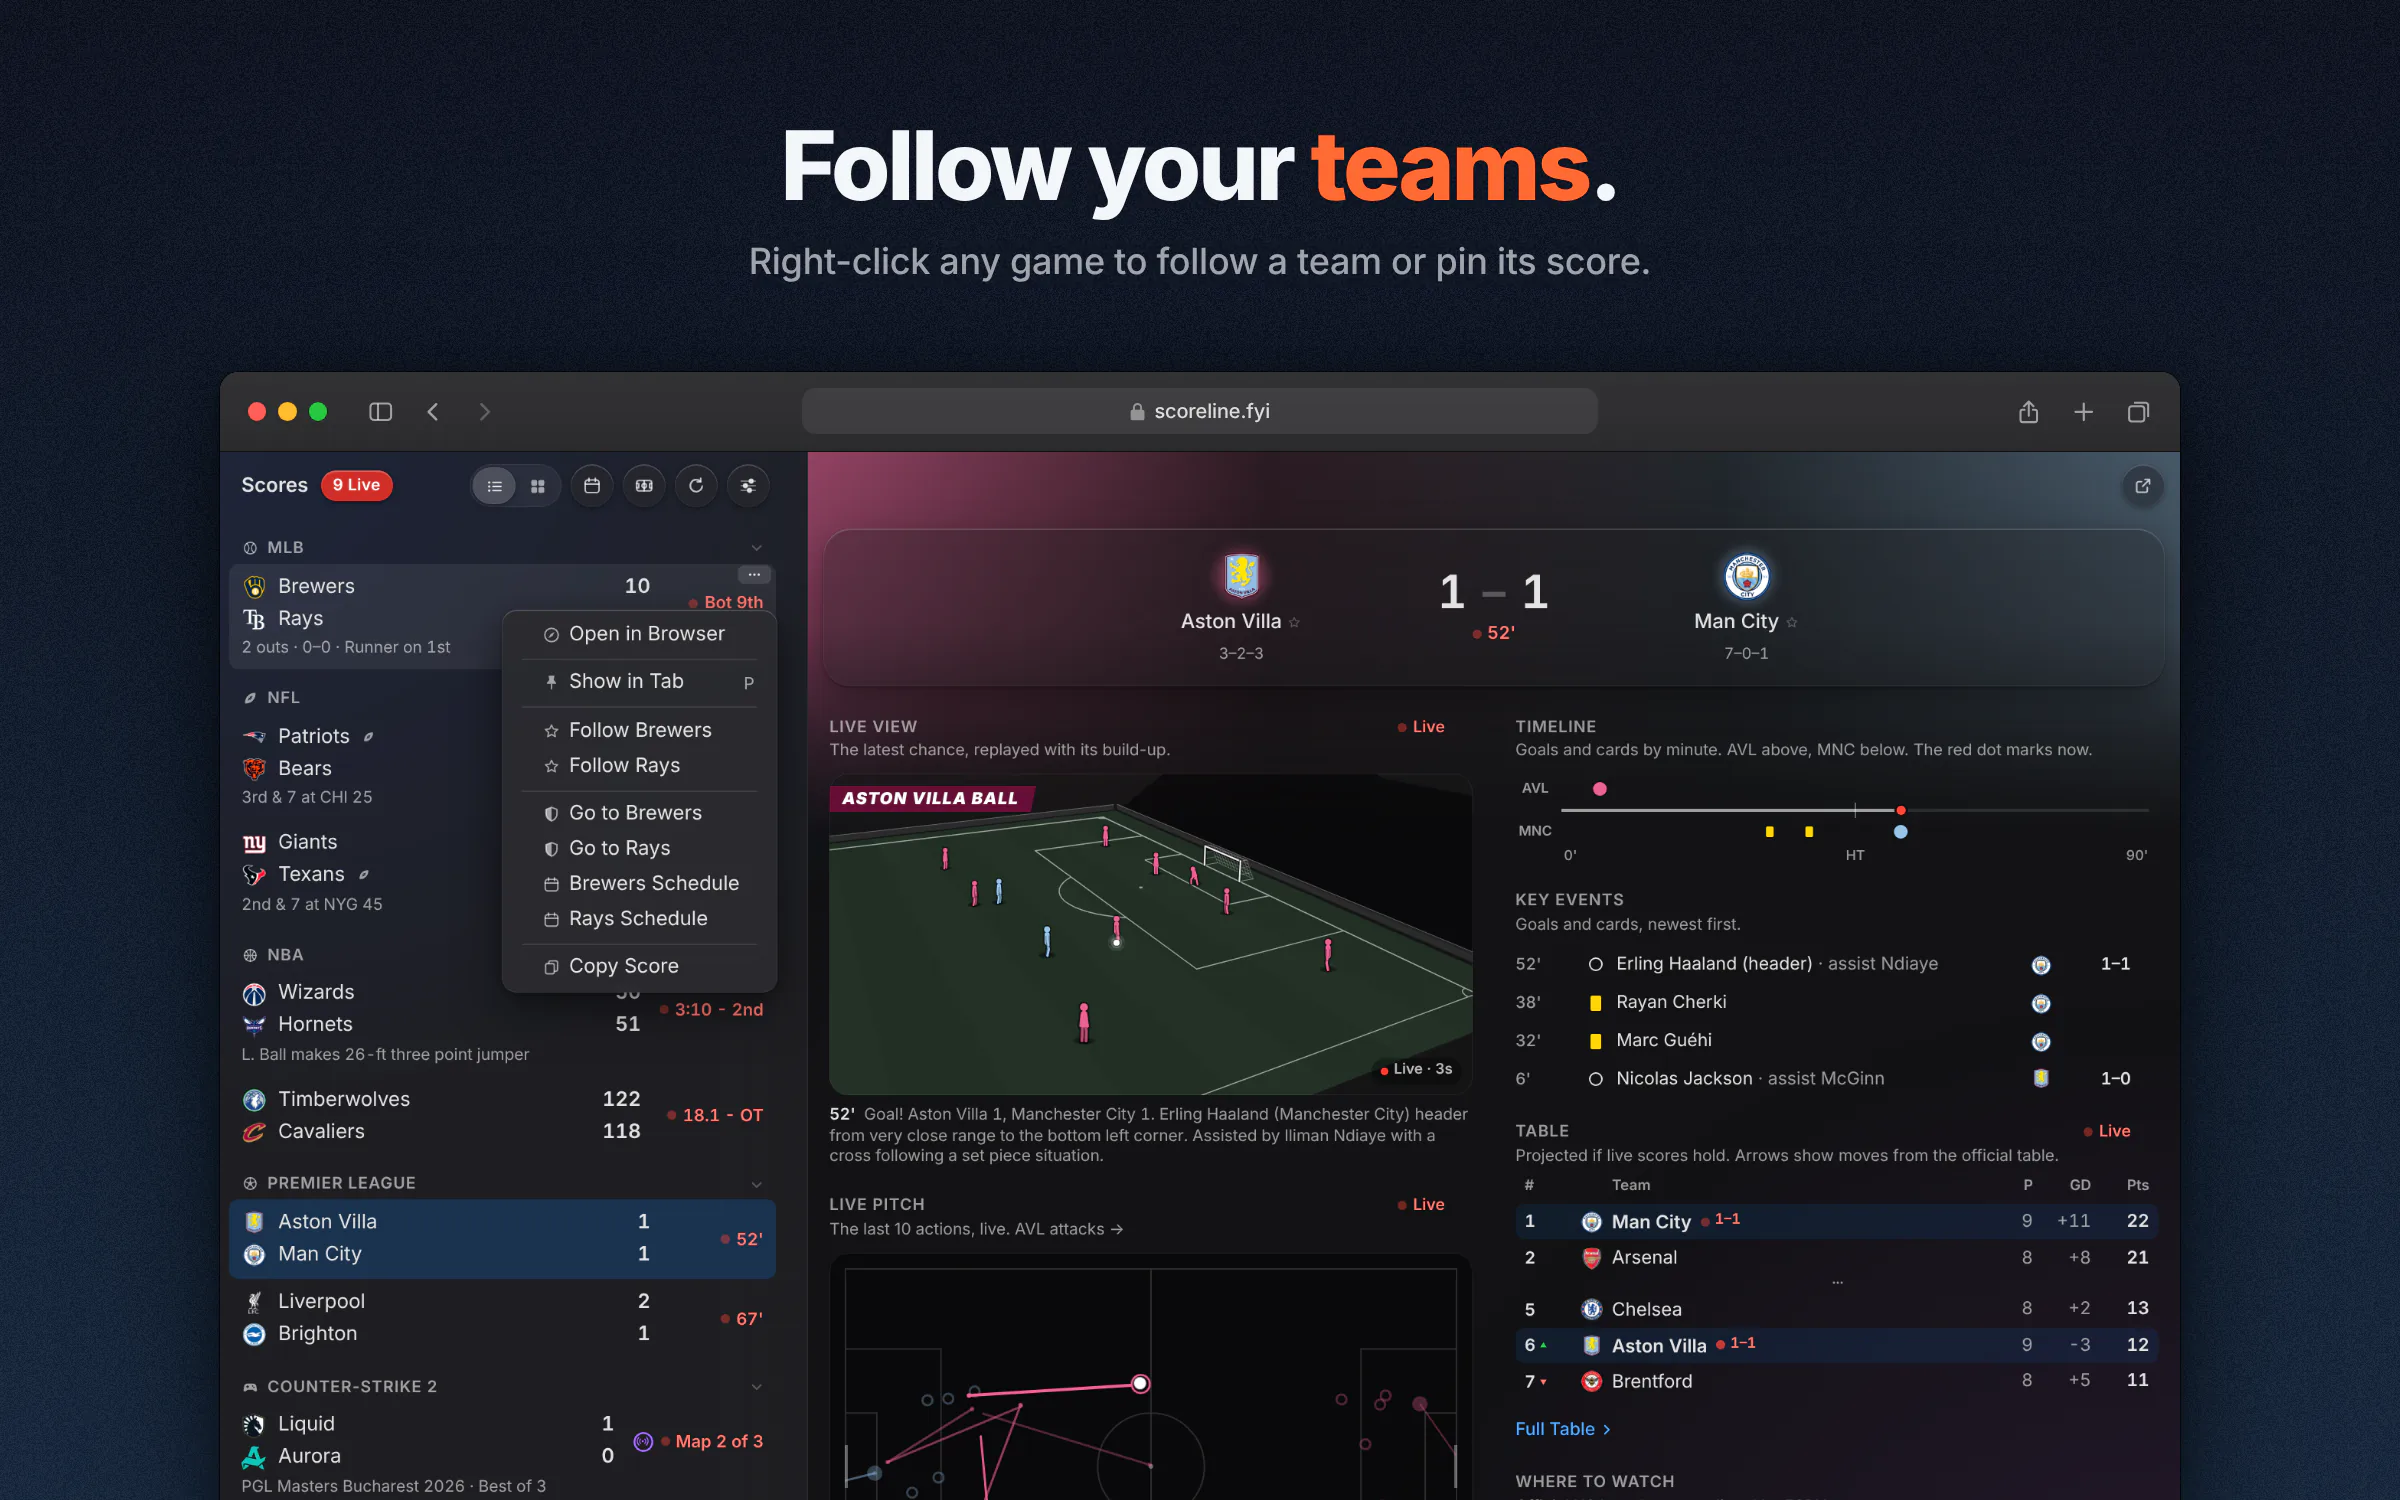 Follow your teams.
Right-click any game to follow a team or pin its score.
scoreline.fyi
Scores
9 Live
MLB
Brewers 10
Bot 9th
Rays
2 outs · 0–0 · Runner on 1st
Open in Browser
Show in Tab P
Follow Brewers
Follow Rays
Go to Brewers
Go to Rays
Brewers Schedule
Rays Schedule
Copy Score
NFL
Patriots
Bears
3rd & 7 at CHI 25
Giants
Texans
2nd & 7 at NYG 45
NBA
Wizards
3:10 - 2nd
Hornets 51
L. Ball makes 26-ft three point jumper
Timberwolves 122
18.1 - OT
Cavaliers 118
PREMIER LEAGUE
Aston Villa 1
52'
Man City 1
Liverpool 2
67'
Brighton 1
COUNTER-STRIKE 2
Liquid 1
Map 2 of 3
Aurora 0
PGL Masters Bucharest 2026 · Best of 3
Aston Villa
3–2–3
1 – 1
52'
Man City
7–0–1
LIVE VIEW
Live
The latest chance, replayed with its build-up.
ASTON VILLA BALL
Live · 3s
52' Goal! Aston Villa 1, Manchester City 1. Erling Haaland (Manchester City) header
from very close range to the bottom left corner. Assisted by Iliman Ndiaye with a
cross following a set piece situation.
LIVE PITCH
Live
The last 10 actions, live. AVL attacks →
TIMELINE
Goals and cards by minute. AVL above, MNC below. The red dot marks now.
AVL
MNC
0' HT 90'
KEY EVENTS
Goals and cards, newest first.
52' Erling Haaland (header) · assist Ndiaye 1–1
38' Rayan Cherki
32' Marc Guéhi
6' Nicolas Jackson · assist McGinn 1–0
TABLE
Live
Projected if live scores hold. Arrows show moves from the official table.
# Team P GD Pts
1 Man City 1–1 9 +11 22
2 Arsenal 8 +8 21
...
5 Chelsea 8 +2 13
6 Aston Villa 1–1 9 -3 12
7 Brentford 8 +5 11
Full Table >
WHERE TO WATCH